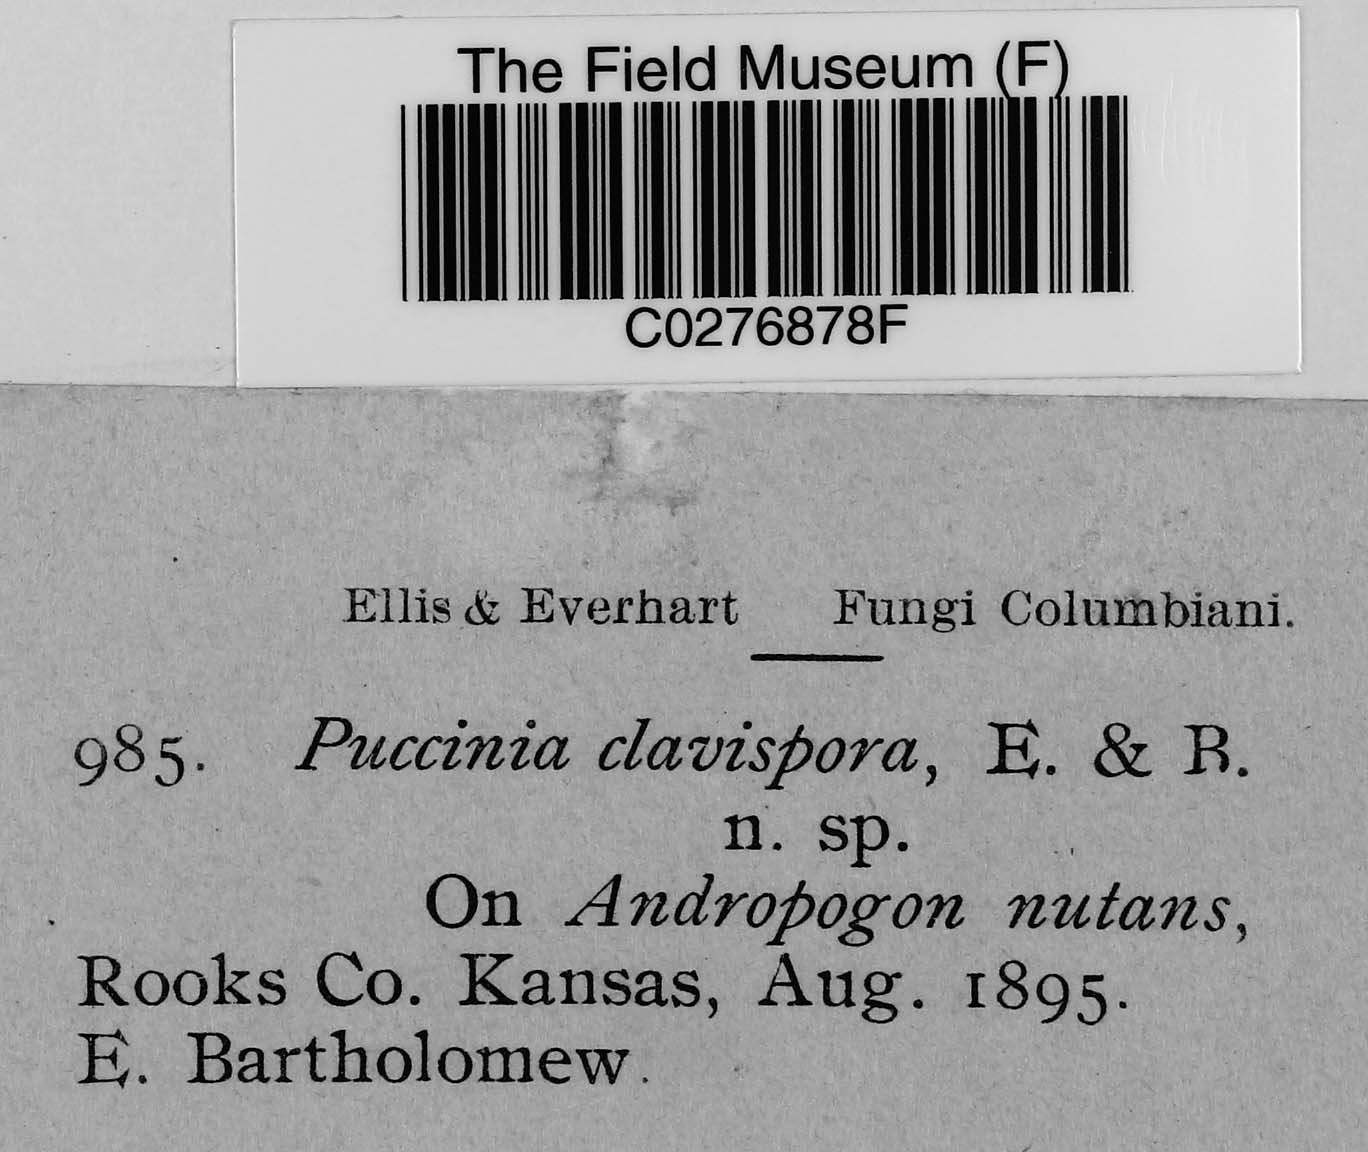 The Field Museum (F)
C0276878F
Ellis & Everhart Fungi Columbiani.
985. Puccinia clavispora, E. & B.
n. sp.
On Andropogon nutans,
Rooks Co. Kansas, Aug. 1895.
E. Bartholomew.